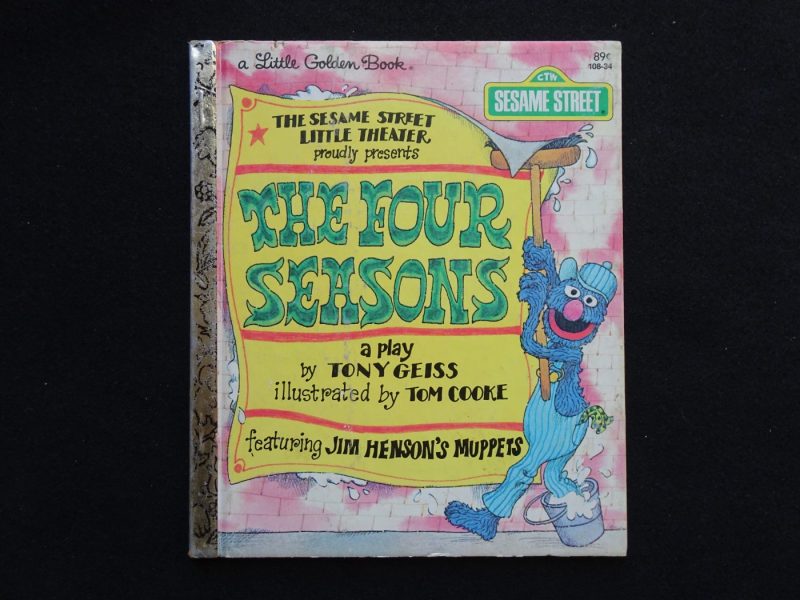 a Little Golden Book®
89¢
108-34
CTW
SESAME STREET®
THE SESAME STREET
LITTLE THEATER
proudly presents
THE FOUR
SEASONS
a play
by TONY GEISS
illustrated by TOM COOKE
featuring JIM HENSON'S MUPPETS